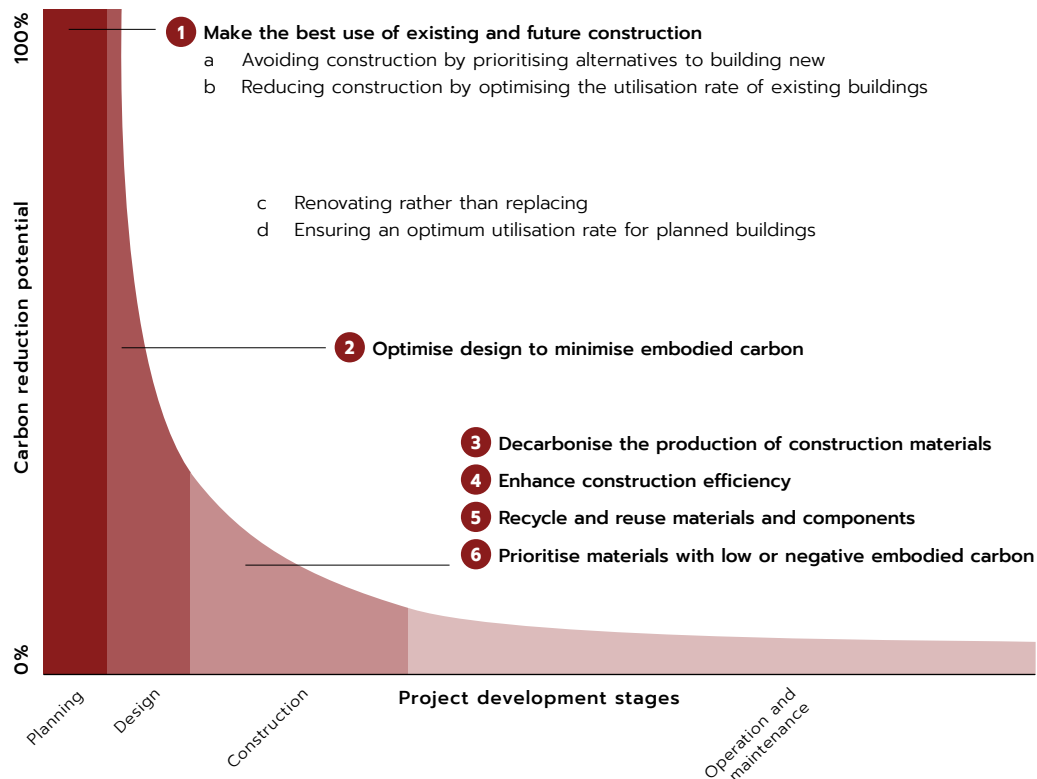 100%
1 Make the best use of existing and future construction
a Avoiding construction by prioritising alternatives to building new
b Reducing construction by optimising the utilisation rate of existing buildings
c Renovating rather than replacing
d Ensuring an optimum utilisation rate for planned buildings
Carbon reduction potential
2 Optimise design to minimise embodied carbon
3 Decarbonise the production of construction materials
4 Enhance construction efficiency
5 Recycle and reuse materials and components
6 Prioritise materials with low or negative embodied carbon
0%
Planning
Design
Construction
Project development stages
Operation and
maintenance